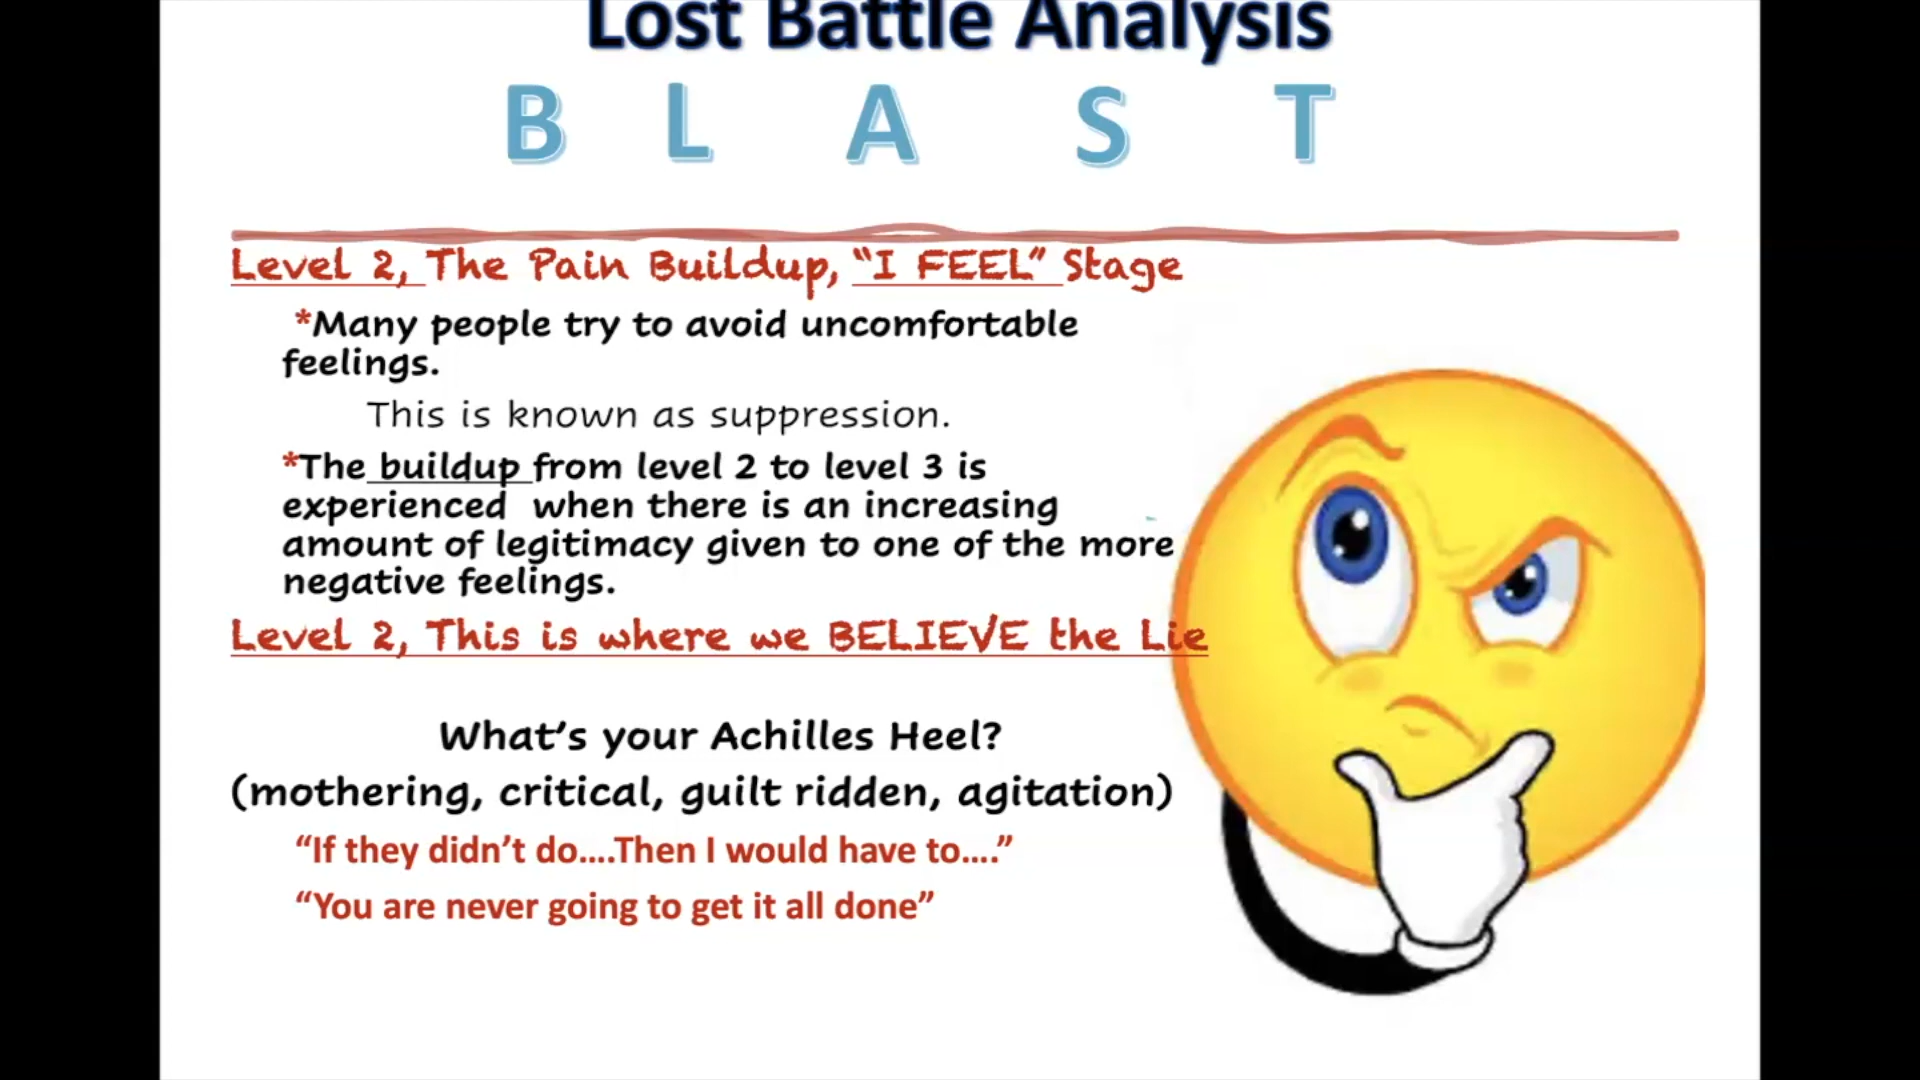 Lost Battle Analysis
B L A S T
Level 2, The Pain Buildup, “I FEEL” Stage
*Many people try to avoid uncomfortable
feelings.
This is known as suppression.
*The buildup from level 2 to level 3 is
experienced  when there is an increasing
amount of legitimacy given to one of the more
negative feelings.
Level 2, This is where we BELIEVE the Lie
What’s your Achilles Heel?
(mothering, critical, guilt ridden, agitation)
“If they didn’t do....Then I would have to....”
“You are never going to get it all done”